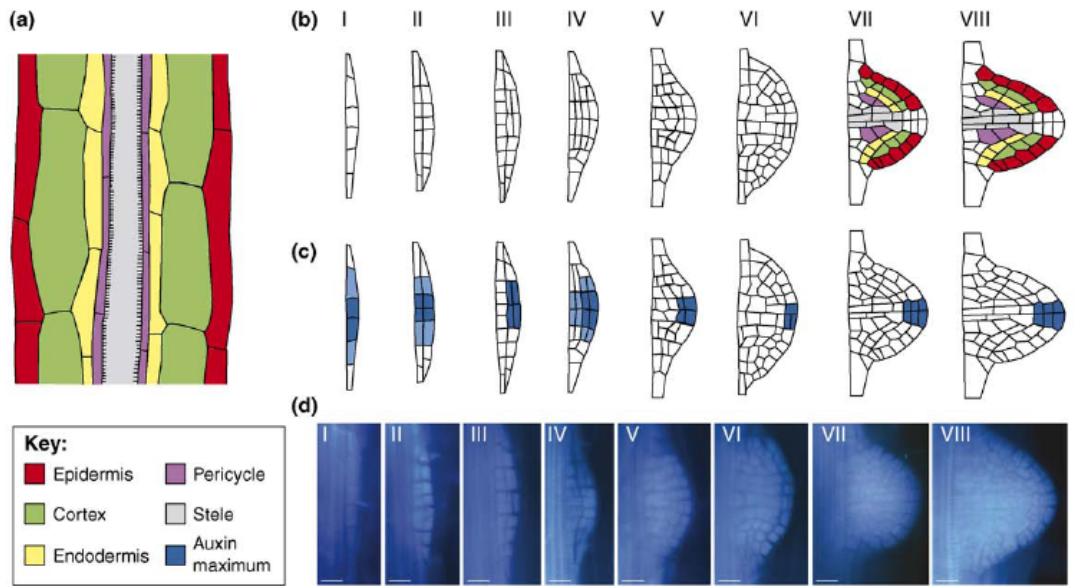 (a)
(b) I II III IV V VI VII VIII
(c)
(d)
I II III IV V VI VII VIII
Key:
Epidermis Pericycle
Cortex Stele
Endodermis Auxin
maximum